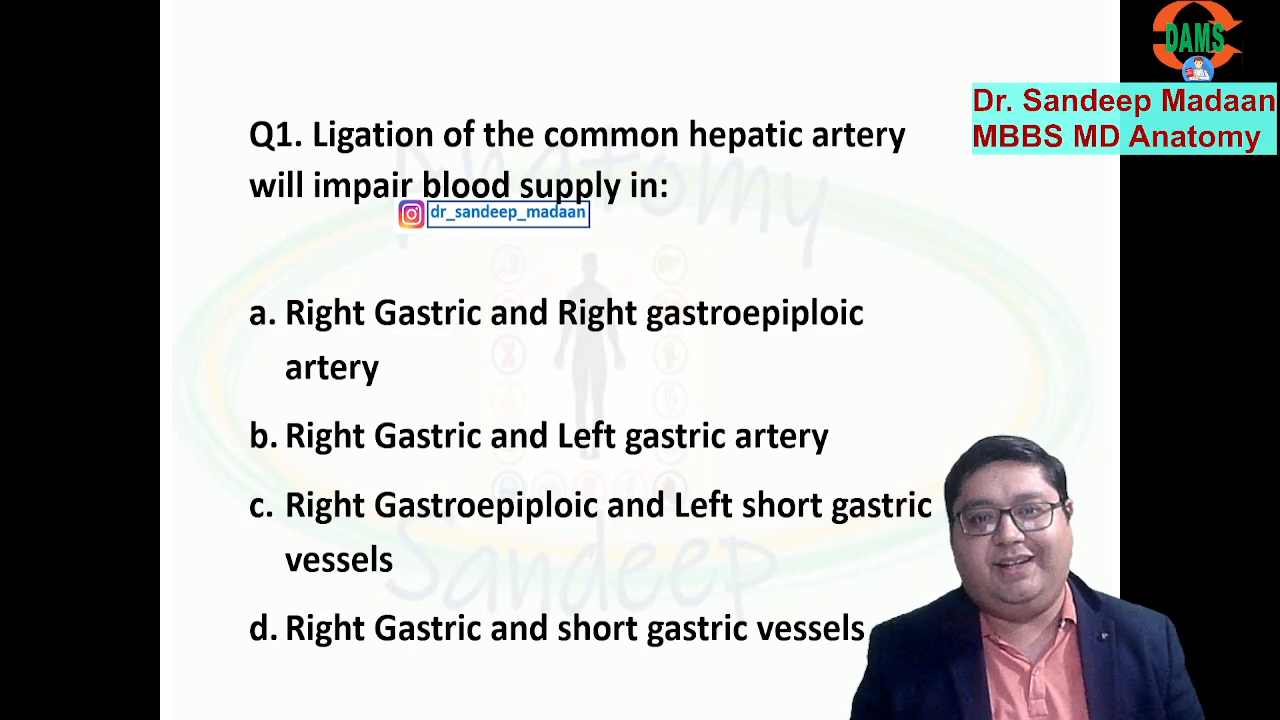 DAMS
Dr. Sandeep Madaan
MBBS MD Anatomy
Q1. Ligation of the common hepatic artery
will impair blood supply in:
dr_sandeep_madaan
a. Right Gastric and Right gastroepiploic
artery
b. Right Gastric and Left gastric artery
c. Right Gastroepiploic and Left short gastric
vessels
d. Right Gastric and short gastric vessels
Anatomy
Sandeep